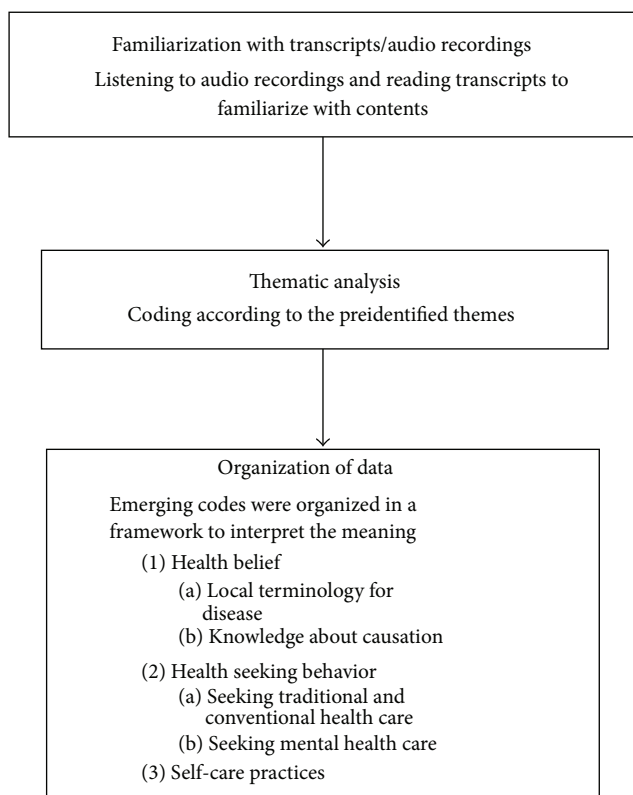 Familiarization with transcripts/audio recordings
Listening to audio recordings and reading transcripts to
familiarize with contents
Thematic analysis
Coding according to the preidentified themes
Organization of data
Emerging codes were organized in a
framework to interpret the meaning
(1) Health belief
(a) Local terminology for
disease
(b) Knowledge about causation
(2) Health seeking behavior
(a) Seeking traditional and
conventional health care
(b) Seeking mental health care
(3) Self-care practices